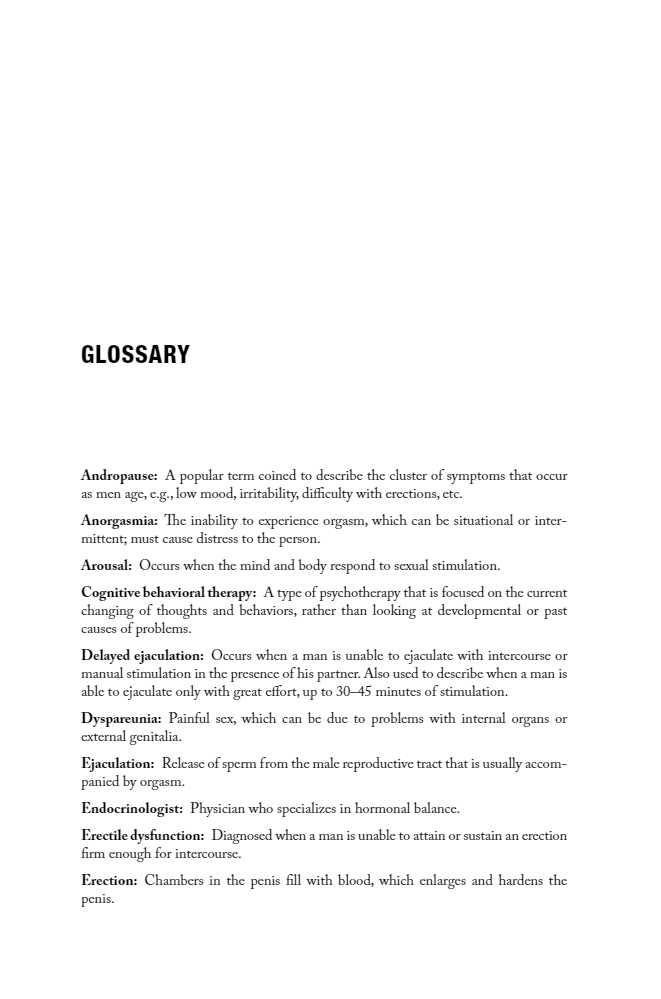 GLOSSARY
Andropause: A popular term coined to describe the cluster of symptoms that occur
as men age, e.g., low mood, irritability, difficulty with erections, etc.
Anorgasmia: The inability to experience orgasm, which can be situational or inter-
mittent; must cause distress to the person.
Arousal: Occurs when the mind and body respond to sexual stimulation.
Cognitive behavioral therapy: A type of psychotherapy that is focused on the current
changing of thoughts and behaviors, rather than looking at developmental or past
causes of problems.
Delayed ejaculation: Occurs when a man is unable to ejaculate with intercourse or
manual stimulation in the presence of his partner. Also used to describe when a man is
able to ejaculate only with great effort, up to 30–45 minutes of stimulation.
Dyspareunia: Painful sex, which can be due to problems with internal organs or
external genitalia.
Ejaculation: Release of sperm from the male reproductive tract that is usually accom-
panied by orgasm.
Endocrinologist: Physician who specializes in hormonal balance.
Erectile dysfunction: Diagnosed when a man is unable to attain or sustain an erection
firm enough for intercourse.
Erection: Chambers in the penis fill with blood, which enlarges and hardens the
penis.